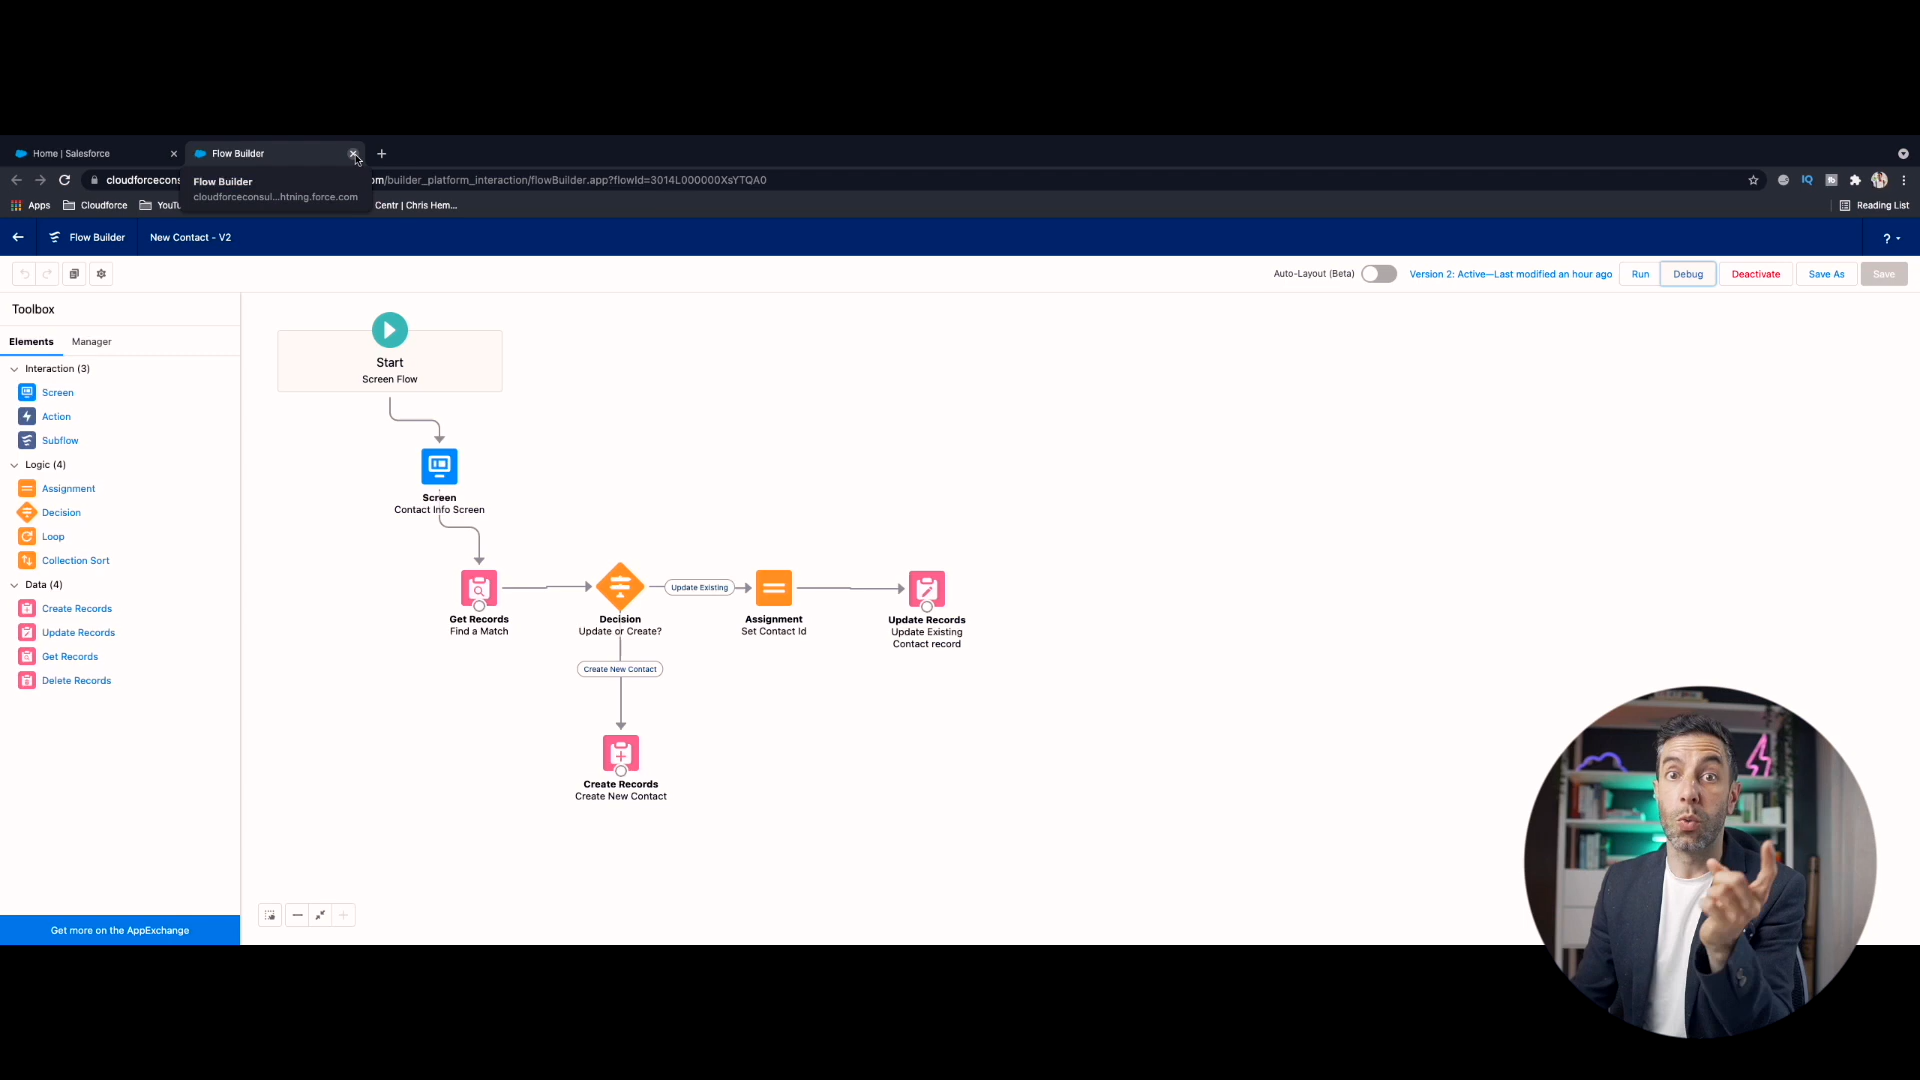 Home | Salesforce
Flow Builder
cloudforcecons
Flow Builder
cloudforceconsul...htning.force.com
om/builder_platform_interaction/flowBuilder.app?flowId=3014L000000XsYTQA0
IQ
Apps
Cloudforce
YouTu
Centr | Chris Hem...
Reading List
Flow Builder
New Contact - V2
?
Auto-Layout (Beta)
Version 2: Active—Last modified an hour ago
Run
Debug
Deactivate
Save As
Save
Toolbox
Elements
Manager
Interaction (3)
Screen
Action
Subflow
Logic (4)
Assignment
Decision
Loop
Collection Sort
Data (4)
Create Records
Update Records
Get Records
Delete Records
Get more on the AppExchange
Start
Screen Flow
Screen
Contact Info Screen
Get Records
Find a Match
Decision
Update or Create?
Update Existing
Assignment
Set Contact Id
Update Records
Update Existing
Contact record
Create New Contact
Create Records
Create New Contact